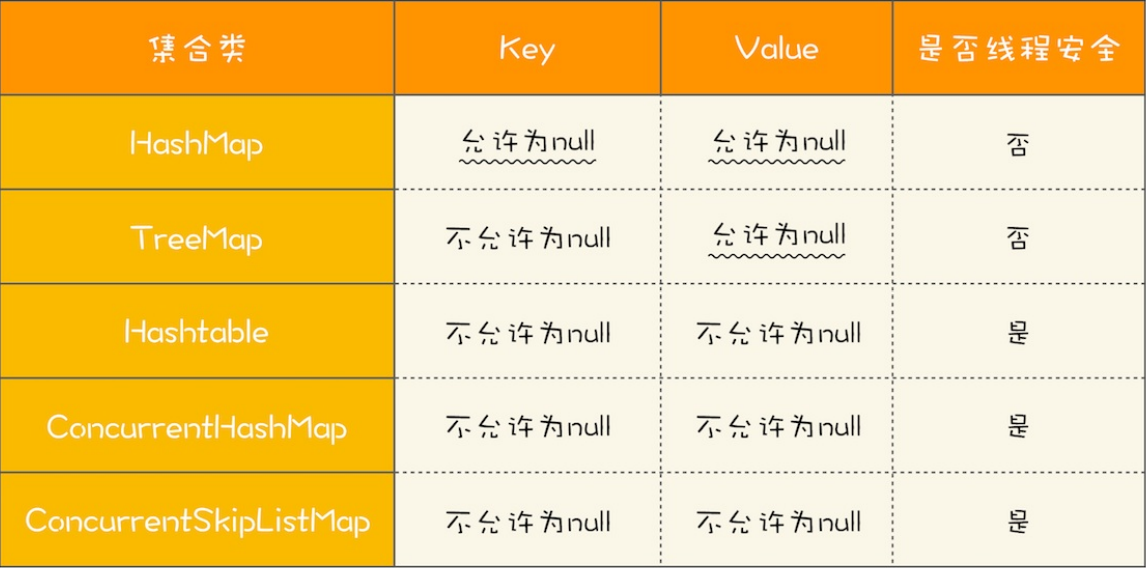 集合类 Key Value 是否线程安全
HashMap 允许为null 允许为null 否
TreeMap 不允许为null 允许为null 否
Hashtable 不允许为null 不允许为null 是
ConcurrentHashMap 不允许为null 不允许为null 是
ConcurrentSkipListMap 不允许为null 不允许为null 是